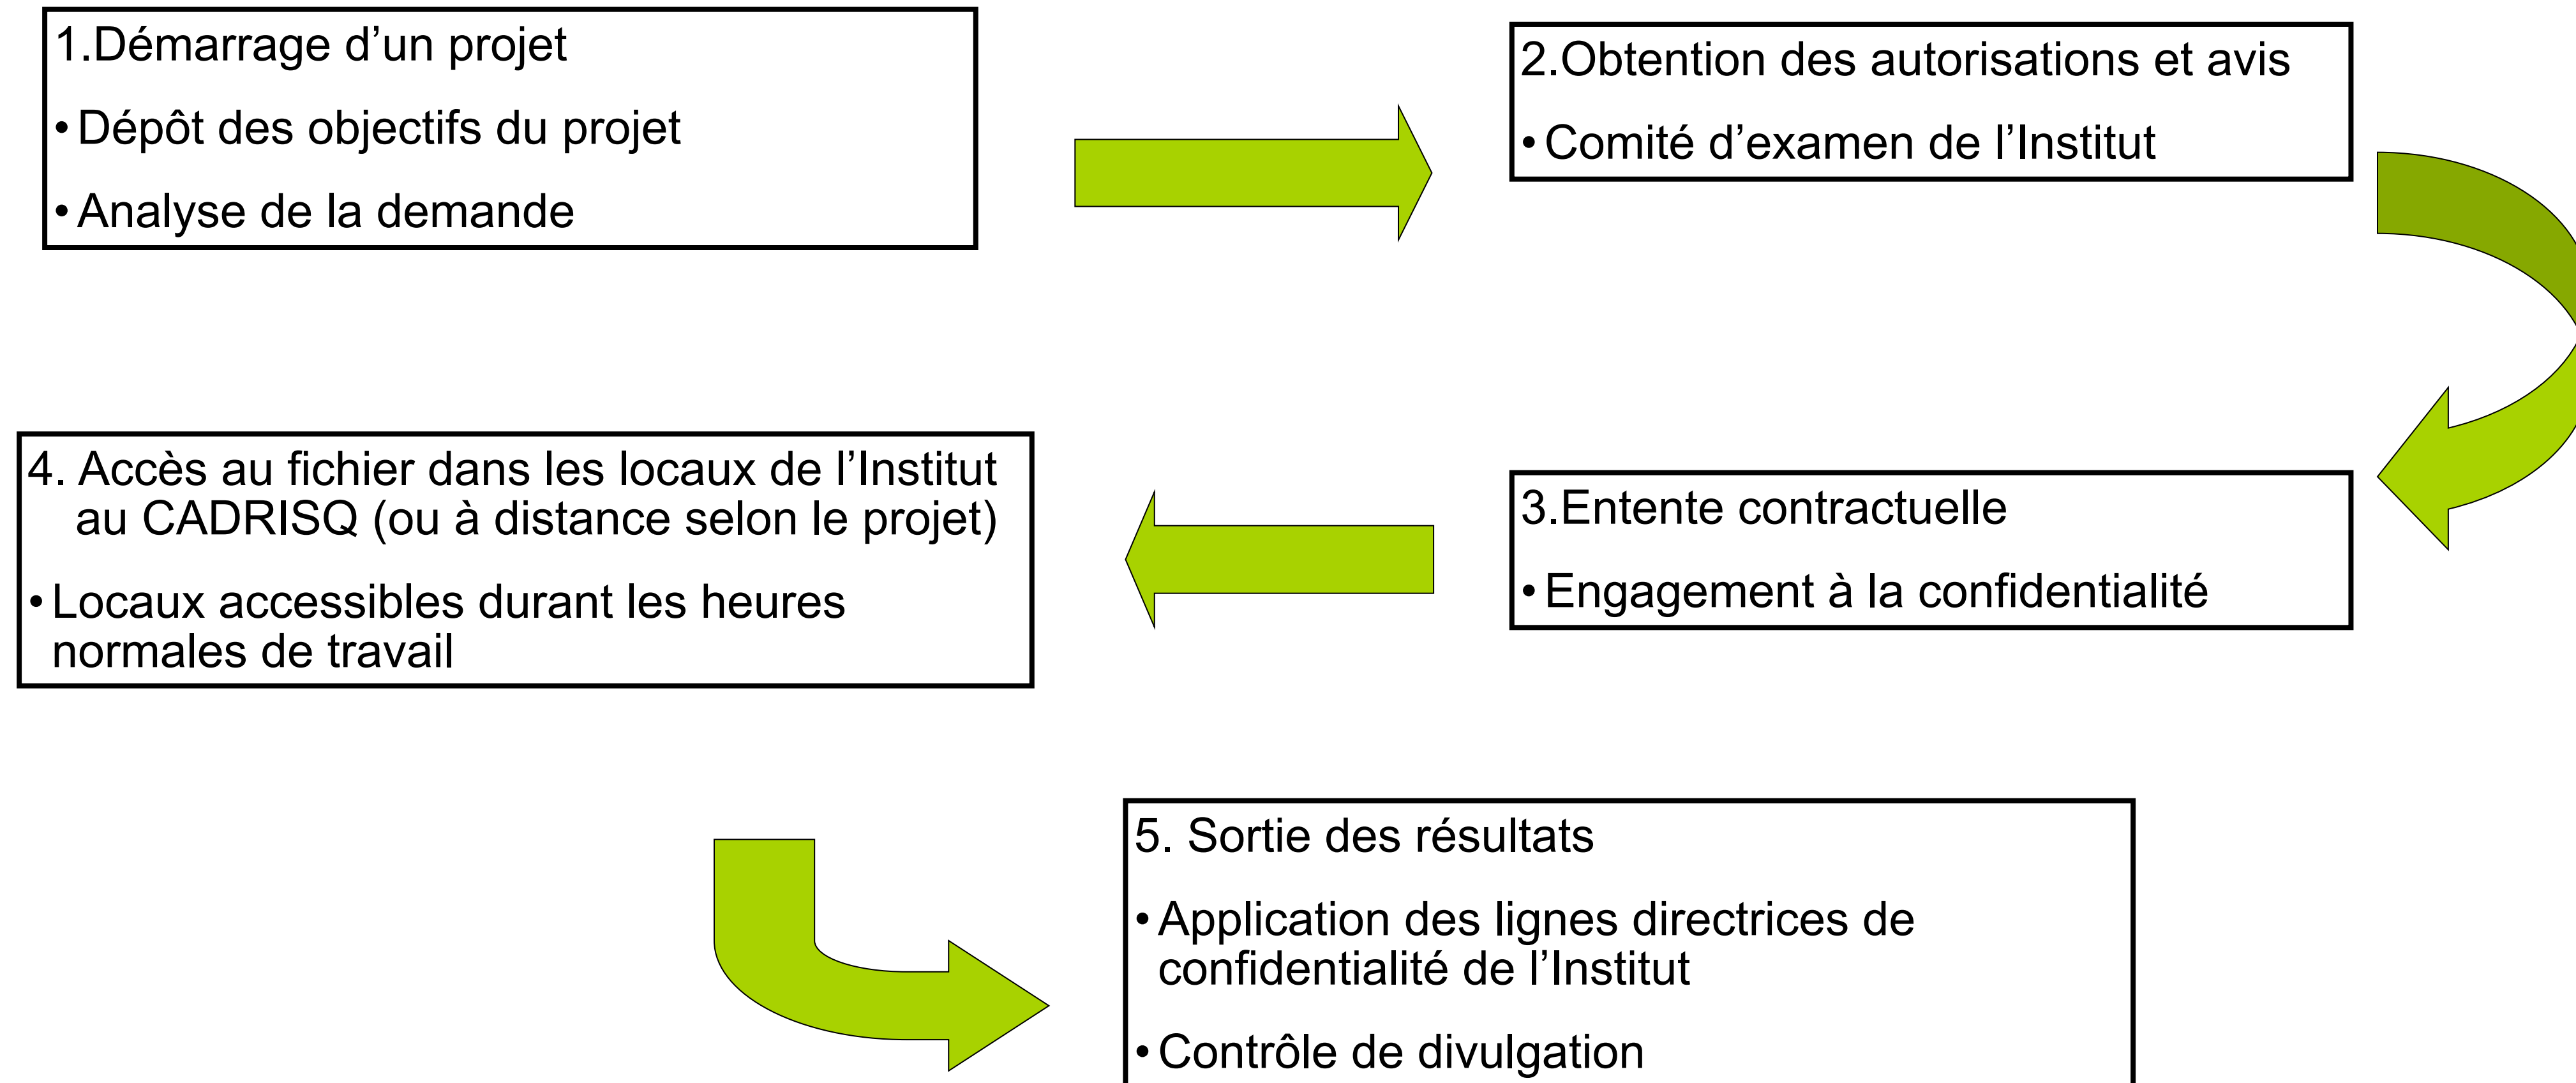 1.Démarrage d’un projet
•Dépôt des objectifs du projet
•Analyse de la demande
2.Obtention des autorisations et avis
•Comité d’examen de l’Institut
3.Entente contractuelle
•Engagement à la confidentialité
4. Accès au fichier dans les locaux de l’Institut
au CADRISQ (ou à distance selon le projet)
•Locaux accessibles durant les heures
normales de travail
5. Sortie des résultats
•Application des lignes directrices de
confidentialité de l’Institut
•Contrôle de divulgation